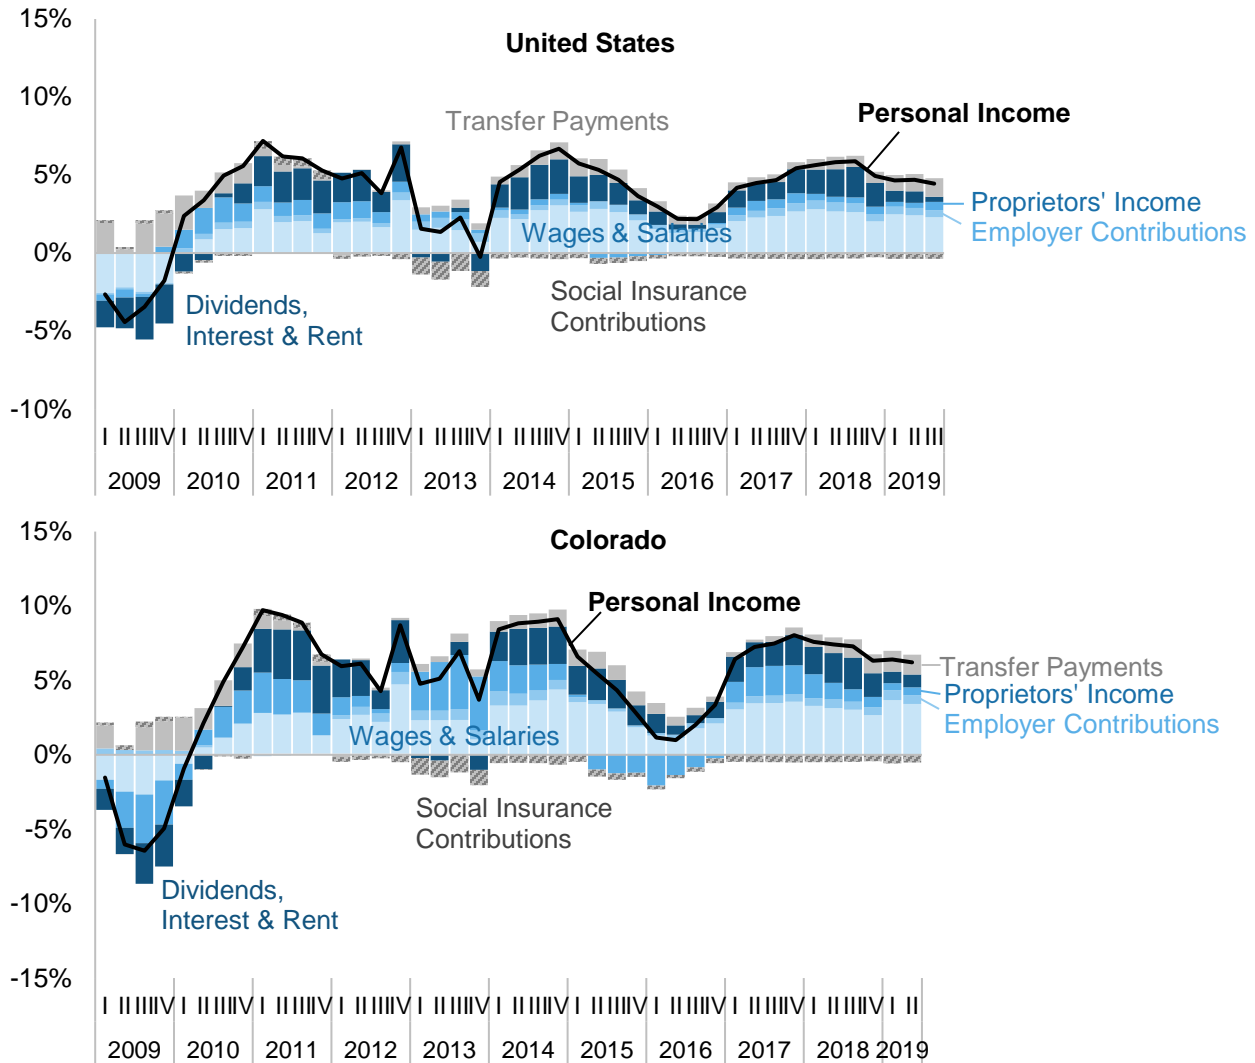 15%
United States
10%
Transfer Payments
Personal Income
5%
Proprietors' Income
Wages & Salaries
Employer Contributions
0%
Dividends,
Interest & Rent
Social Insurance
Contributions
-5%
-10%
I II III IV I II III IV I II III IV I II III IV I II III IV I II III IV I II III IV I II III IV I II III IV I II III IV I II III
2009 2010 2011 2012 2013 2014 2015 2016 2017 2018 2019
15%
Colorado
10%
Personal Income
5%
Transfer Payments
Proprietors' Income
Employer Contributions
Wages & Salaries
0%
Social Insurance
Contributions
-5%
Dividends,
Interest & Rent
-10%
-15%
I II III IV I II III IV I II III IV I II III IV I II III IV I II III IV I II III IV I II III IV I II III IV I II III IV I II
2009 2010 2011 2012 2013 2014 2015 2016 2017 2018 2019